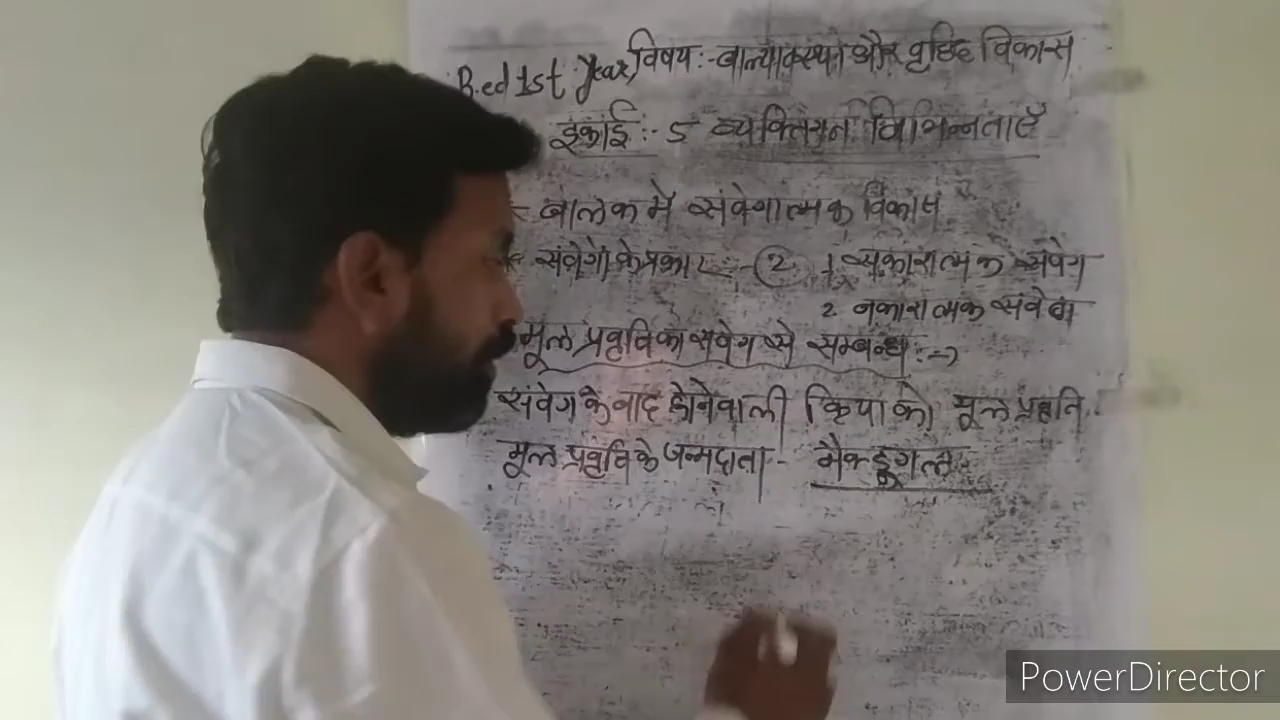 B.ed 1st Year, विषय:- बाल्यावस्था और वृद्धि विकास
इकाई:- 5 व्यक्तिगत विभिन्नताएँ
बालक में संवेगात्मक विकास
संवेगों के प्रकार :- 2 1. सकारात्मक संवेग
2. नकारात्मक संवेग
मूल प्रवृत्ति का संवेग से सम्बन्ध :-
संवेग के बाद होने वाली क्रिया को मूल प्रवृति
मूल प्रवृति के जन्मदाता - मैक्डूगल
PowerDirector